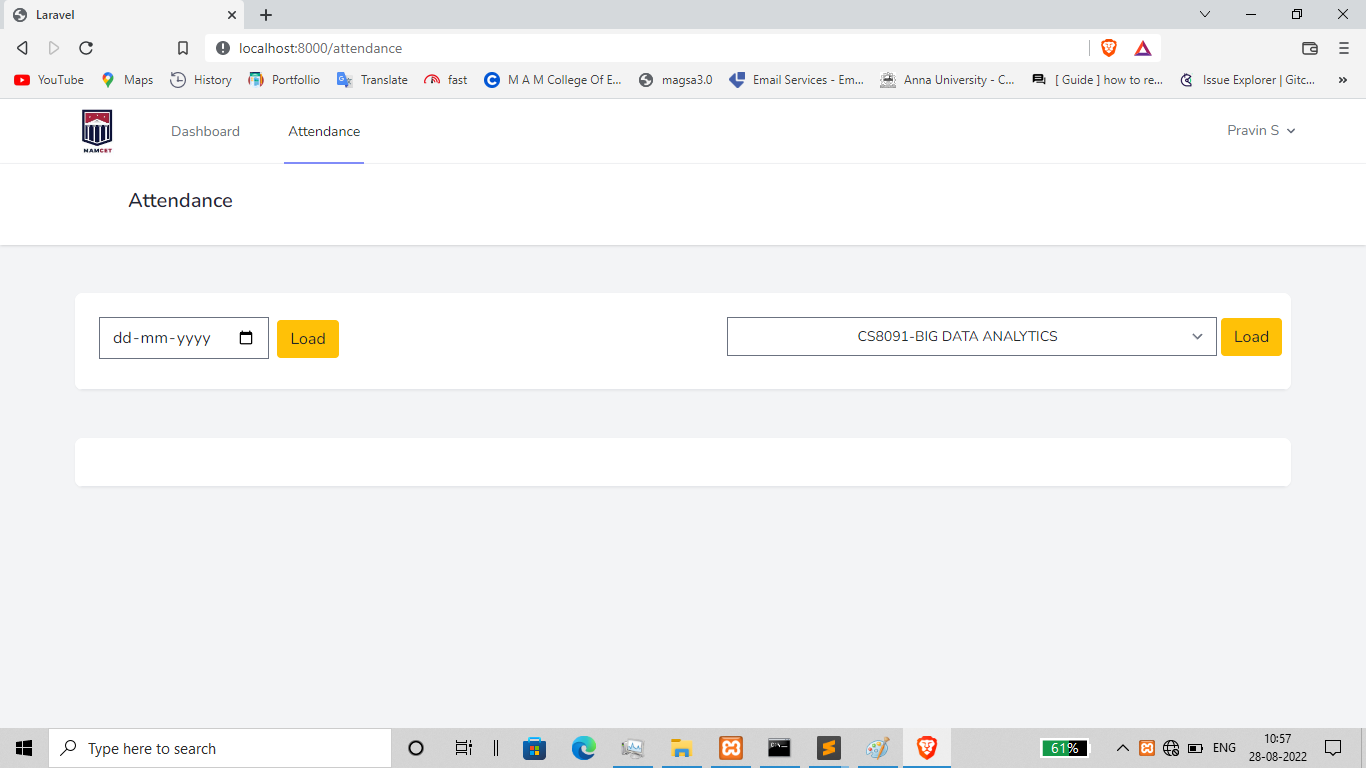 Laravel
localhost:8000/attendance
YouTube Maps History Portfollio Translate fast M A M College Of E... magsa3.0 Email Services - Em... Anna University - C... [ Guide ] how to re... Issue Explorer | Gitc... »
MAMCET Dashboard Attendance Pravin S
Attendance
dd-mm-yyyy Load CS8091-BIG DATA ANALYTICS Load
Type here to search 61% ENG 10:57
28-08-2022